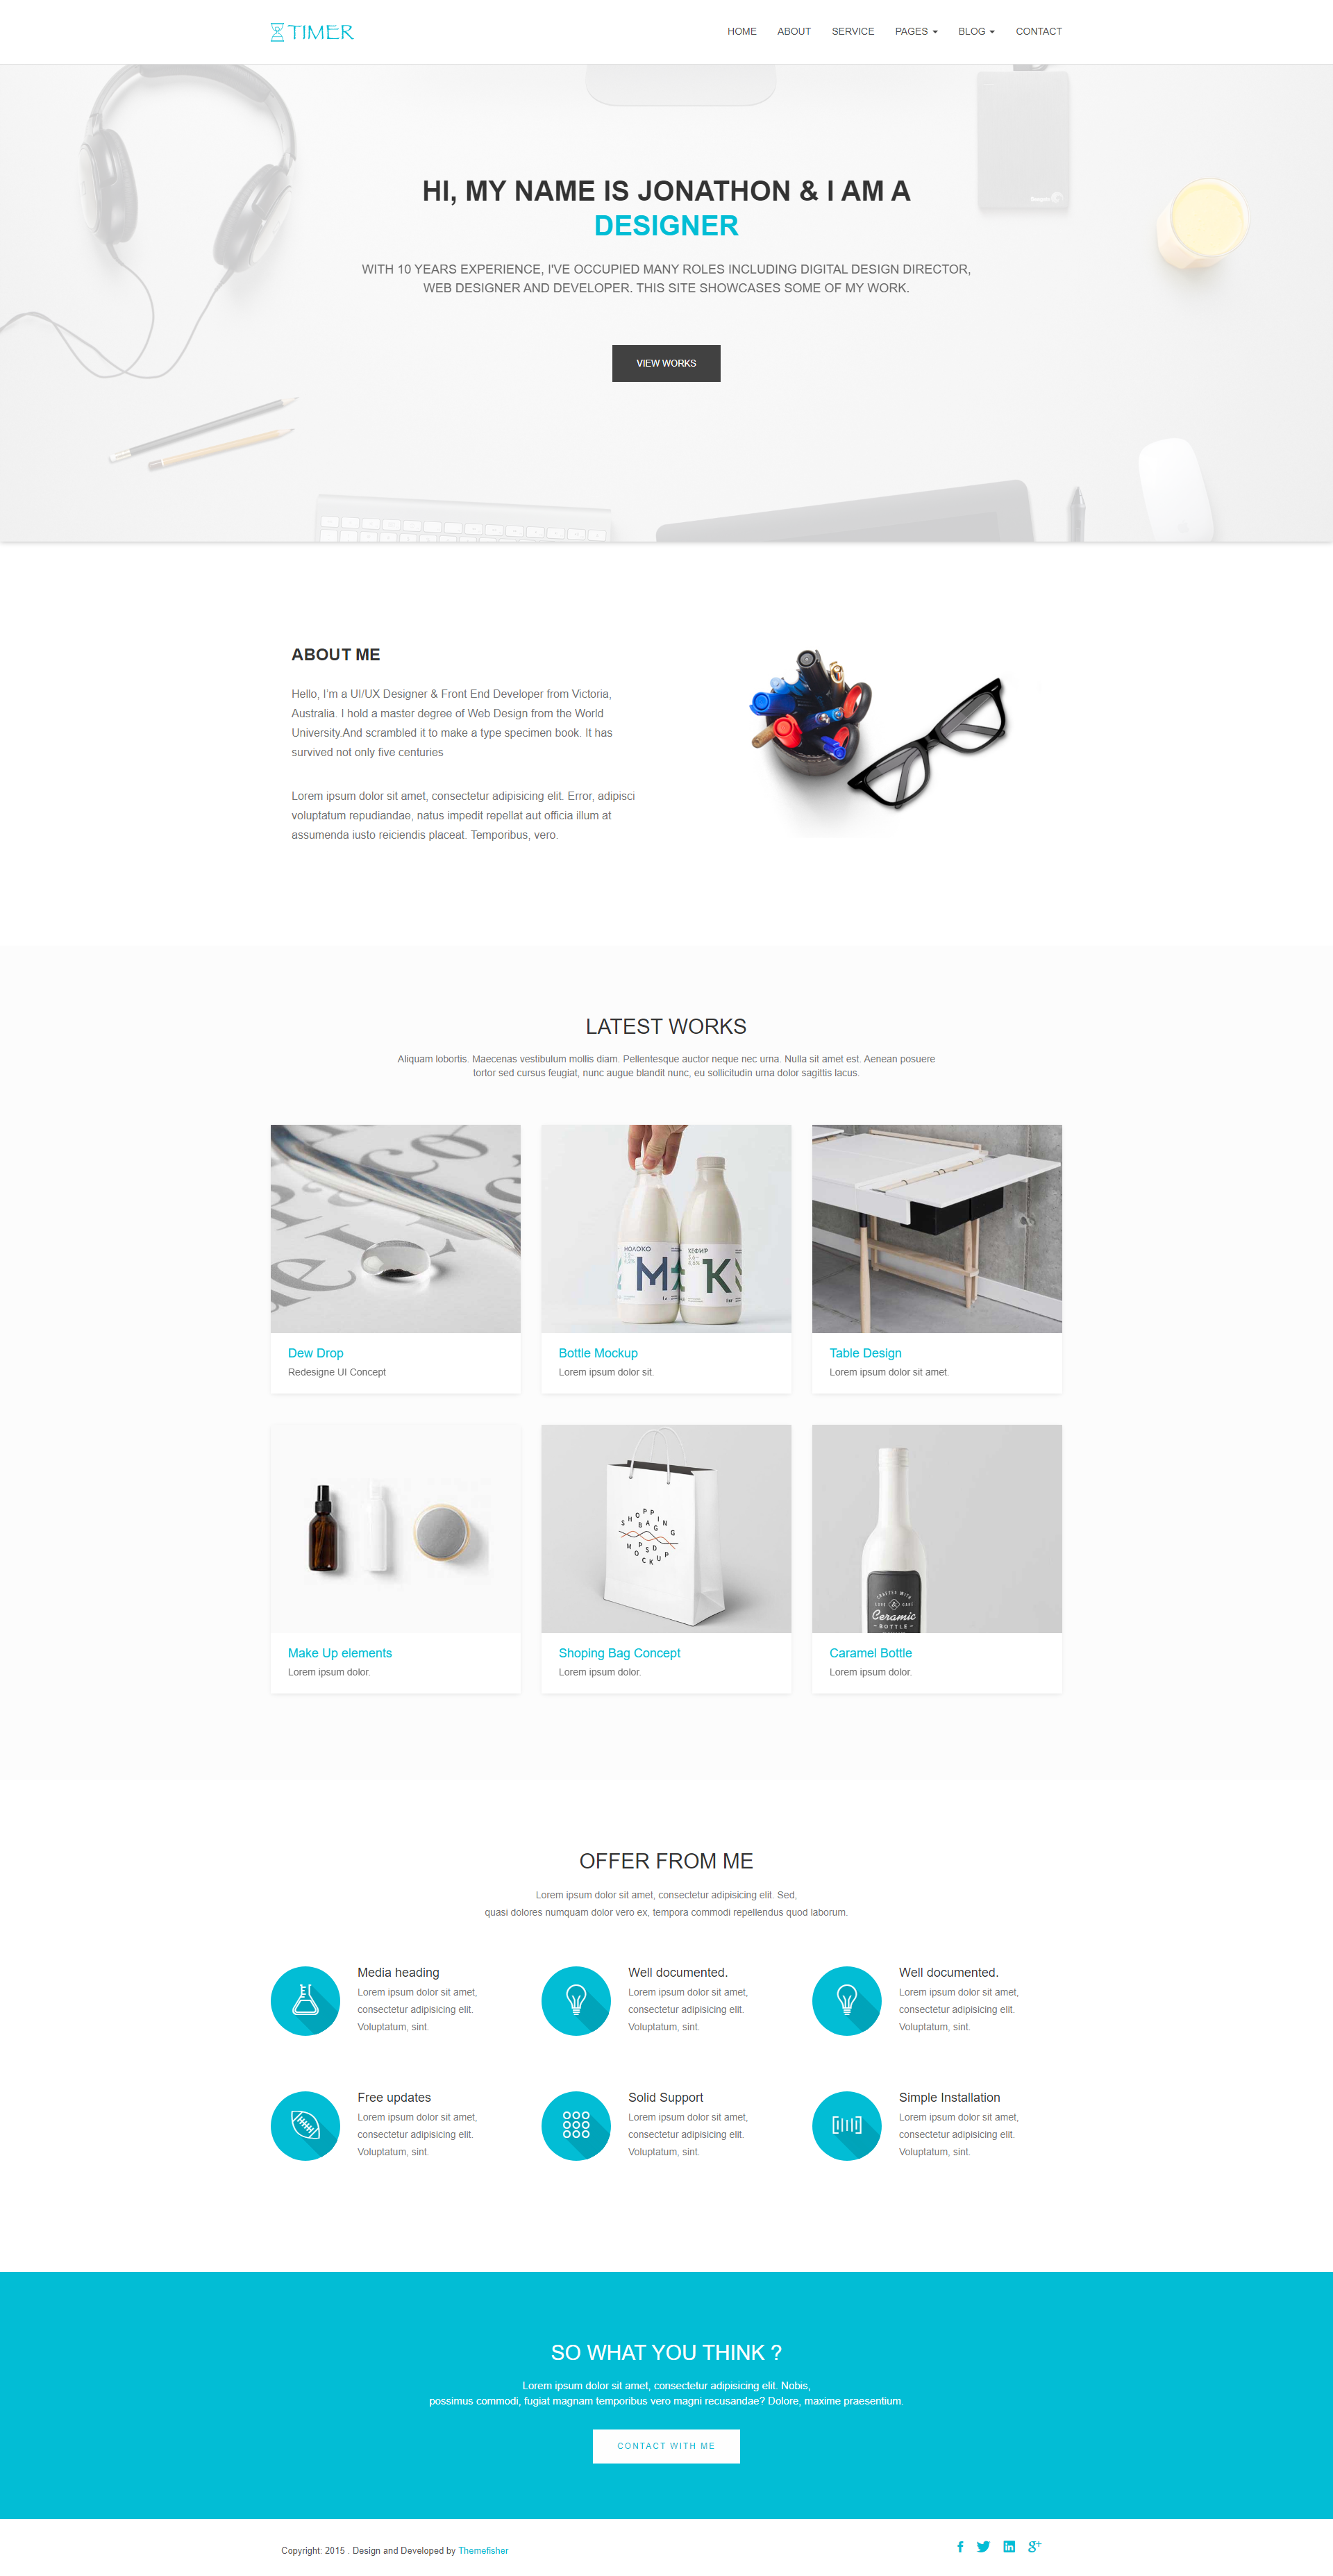 TIMER
HOME ABOUT SERVICE PAGES BLOG CONTACT
HI, MY NAME IS JONATHON & I AM A
DESIGNER
WITH 10 YEARS EXPERIENCE, I'VE OCCUPIED MANY ROLES INCLUDING DIGITAL DESIGN DIRECTOR,
WEB DESIGNER AND DEVELOPER. THIS SITE SHOWCASES SOME OF MY WORK.
VIEW WORKS
ABOUT ME
Hello, I'm a UI/UX Designer & Front End Developer from Victoria,
Australia. I hold a master degree of Web Design from the World
University.And scrambled it to make a type specimen book. It has
survived not only five centuries
Lorem ipsum dolor sit amet, consectetur adipisicing elit. Error, adipisci
voluptatum repudiandae, natus impedit repellat aut officia illum at
assumenda iusto reiciendis placeat. Temporibus, vero.
LATEST WORKS
Aliquam lobortis. Maecenas vestibulum mollis diam. Pellentesque auctor neque nec urna. Nulla sit amet est. Aenean posuere
tortor sed cursus feugiat, nunc augue blandit nunc, eu sollicitudin urna dolor sagittis lacus.
МОЛОКО
М
КЕФИР
3,6–
4,6%
К
Dew Drop
Redesigne UI Concept
Bottle Mockup
Lorem ipsum dolor sit.
Table Design
Lorem ipsum dolor sit amet.
SHOPPING
BAG
PSD
MOCKUP
CRAFTED WITH
Ceramic
BOTTLE
Make Up elements
Lorem ipsum dolor.
Shoping Bag Concept
Lorem ipsum dolor.
Caramel Bottle
Lorem ipsum dolor.
OFFER FROM ME
Lorem ipsum dolor sit amet, consectetur adipisicing elit. Sed,
quasi dolores numquam dolor vero ex, tempora commodi repellendus quod laborum.
Media heading
Lorem ipsum dolor sit amet,
consectetur adipisicing elit.
Voluptatum, sint.
Well documented.
Lorem ipsum dolor sit amet,
consectetur adipisicing elit.
Voluptatum, sint.
Well documented.
Lorem ipsum dolor sit amet,
consectetur adipisicing elit.
Voluptatum, sint.
Free updates
Lorem ipsum dolor sit amet,
consectetur adipisicing elit.
Voluptatum, sint.
Solid Support
Lorem ipsum dolor sit amet,
consectetur adipisicing elit.
Voluptatum, sint.
Simple Installation
Lorem ipsum dolor sit amet,
consectetur adipisicing elit.
Voluptatum, sint.
SO WHAT YOU THINK ?
Lorem ipsum dolor sit amet, consectetur adipisicing elit. Nobis,
possimus commodi, fugiat magnam temporibus vero magni recusandae? Dolore, maxime praesentium.
CONTACT WITH ME
Copyright: 2015 . Design and Developed by Themefisher